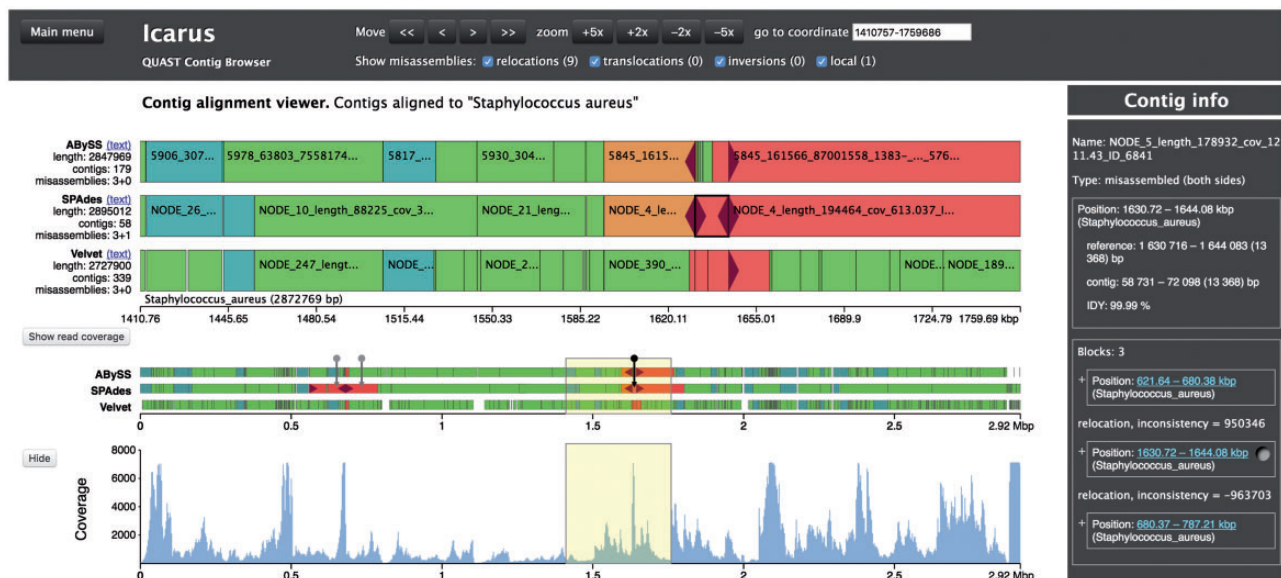 Main menu
Icarus
QUAST Contig Browser
Move << < > >> zoom +5x +2x -2x -5x go to coordinate 1410757-1759686
Show misassemblies: relocations (9) translocations (0) inversions (0) local (1)
Contig alignment viewer. Contigs aligned to "Staphylococcus aureus"
ABySS (text)
length: 2847969
contigs: 179
misassemblies: 3+0
5906_307... 5978_63803_7558174... 5817_... 5930_304... 5845_1615... 5845_161566_87001558_1383-_..._576...
SPAdes (text)
length: 2895012
contigs: 58
misassemblies: 3+1
NODE_26_... NODE_10_length_88225_cov_3... NODE_21_leng... NODE_4_le... NODE_4_length_194464_cov_613.037_I...
Velvet (text)
length: 2727900
contigs: 339
misassemblies: 3+0
NODE_247_lengt... NODE_... NODE_2... NODE_390_... NODE... NODE_189...
Staphylococcus_aureus (2872769 bp)
1410.76 1445.65 1480.54 1515.44 1550.33 1585.22 1620.11 1655.01 1689.9 1724.79 1759.69 kbp
Show read coverage
ABySS
SPAdes
Velvet
0 0.5 1 1.5 2 2.5 2.92 Mbp
Hide
Coverage
8000
6000
4000
2000
0 0.5 1 1.5 2 2.5 2.92 Mbp
Contig info
Name: NODE_5_length_178932_cov_12
11.43_ID_6841
Type: misassembled (both sides)
Position: 1630.72 – 1644.08 kbp
(Staphylococcus_aureus)
reference: 1 630 716 – 1 644 083 (13
368) bp
contig: 58 731 – 72 098 (13 368) bp
IDY: 99.99 %
Blocks: 3
+ Position: 621.64 – 680.38 kbp
(Staphylococcus_aureus)
relocation, inconsistency = 950346
+ Position: 1630.72 – 1644.08 kbp
(Staphylococcus_aureus)
relocation, inconsistency = -963703
+ Position: 680.37 – 787.21 kbp
(Staphylococcus_aureus)